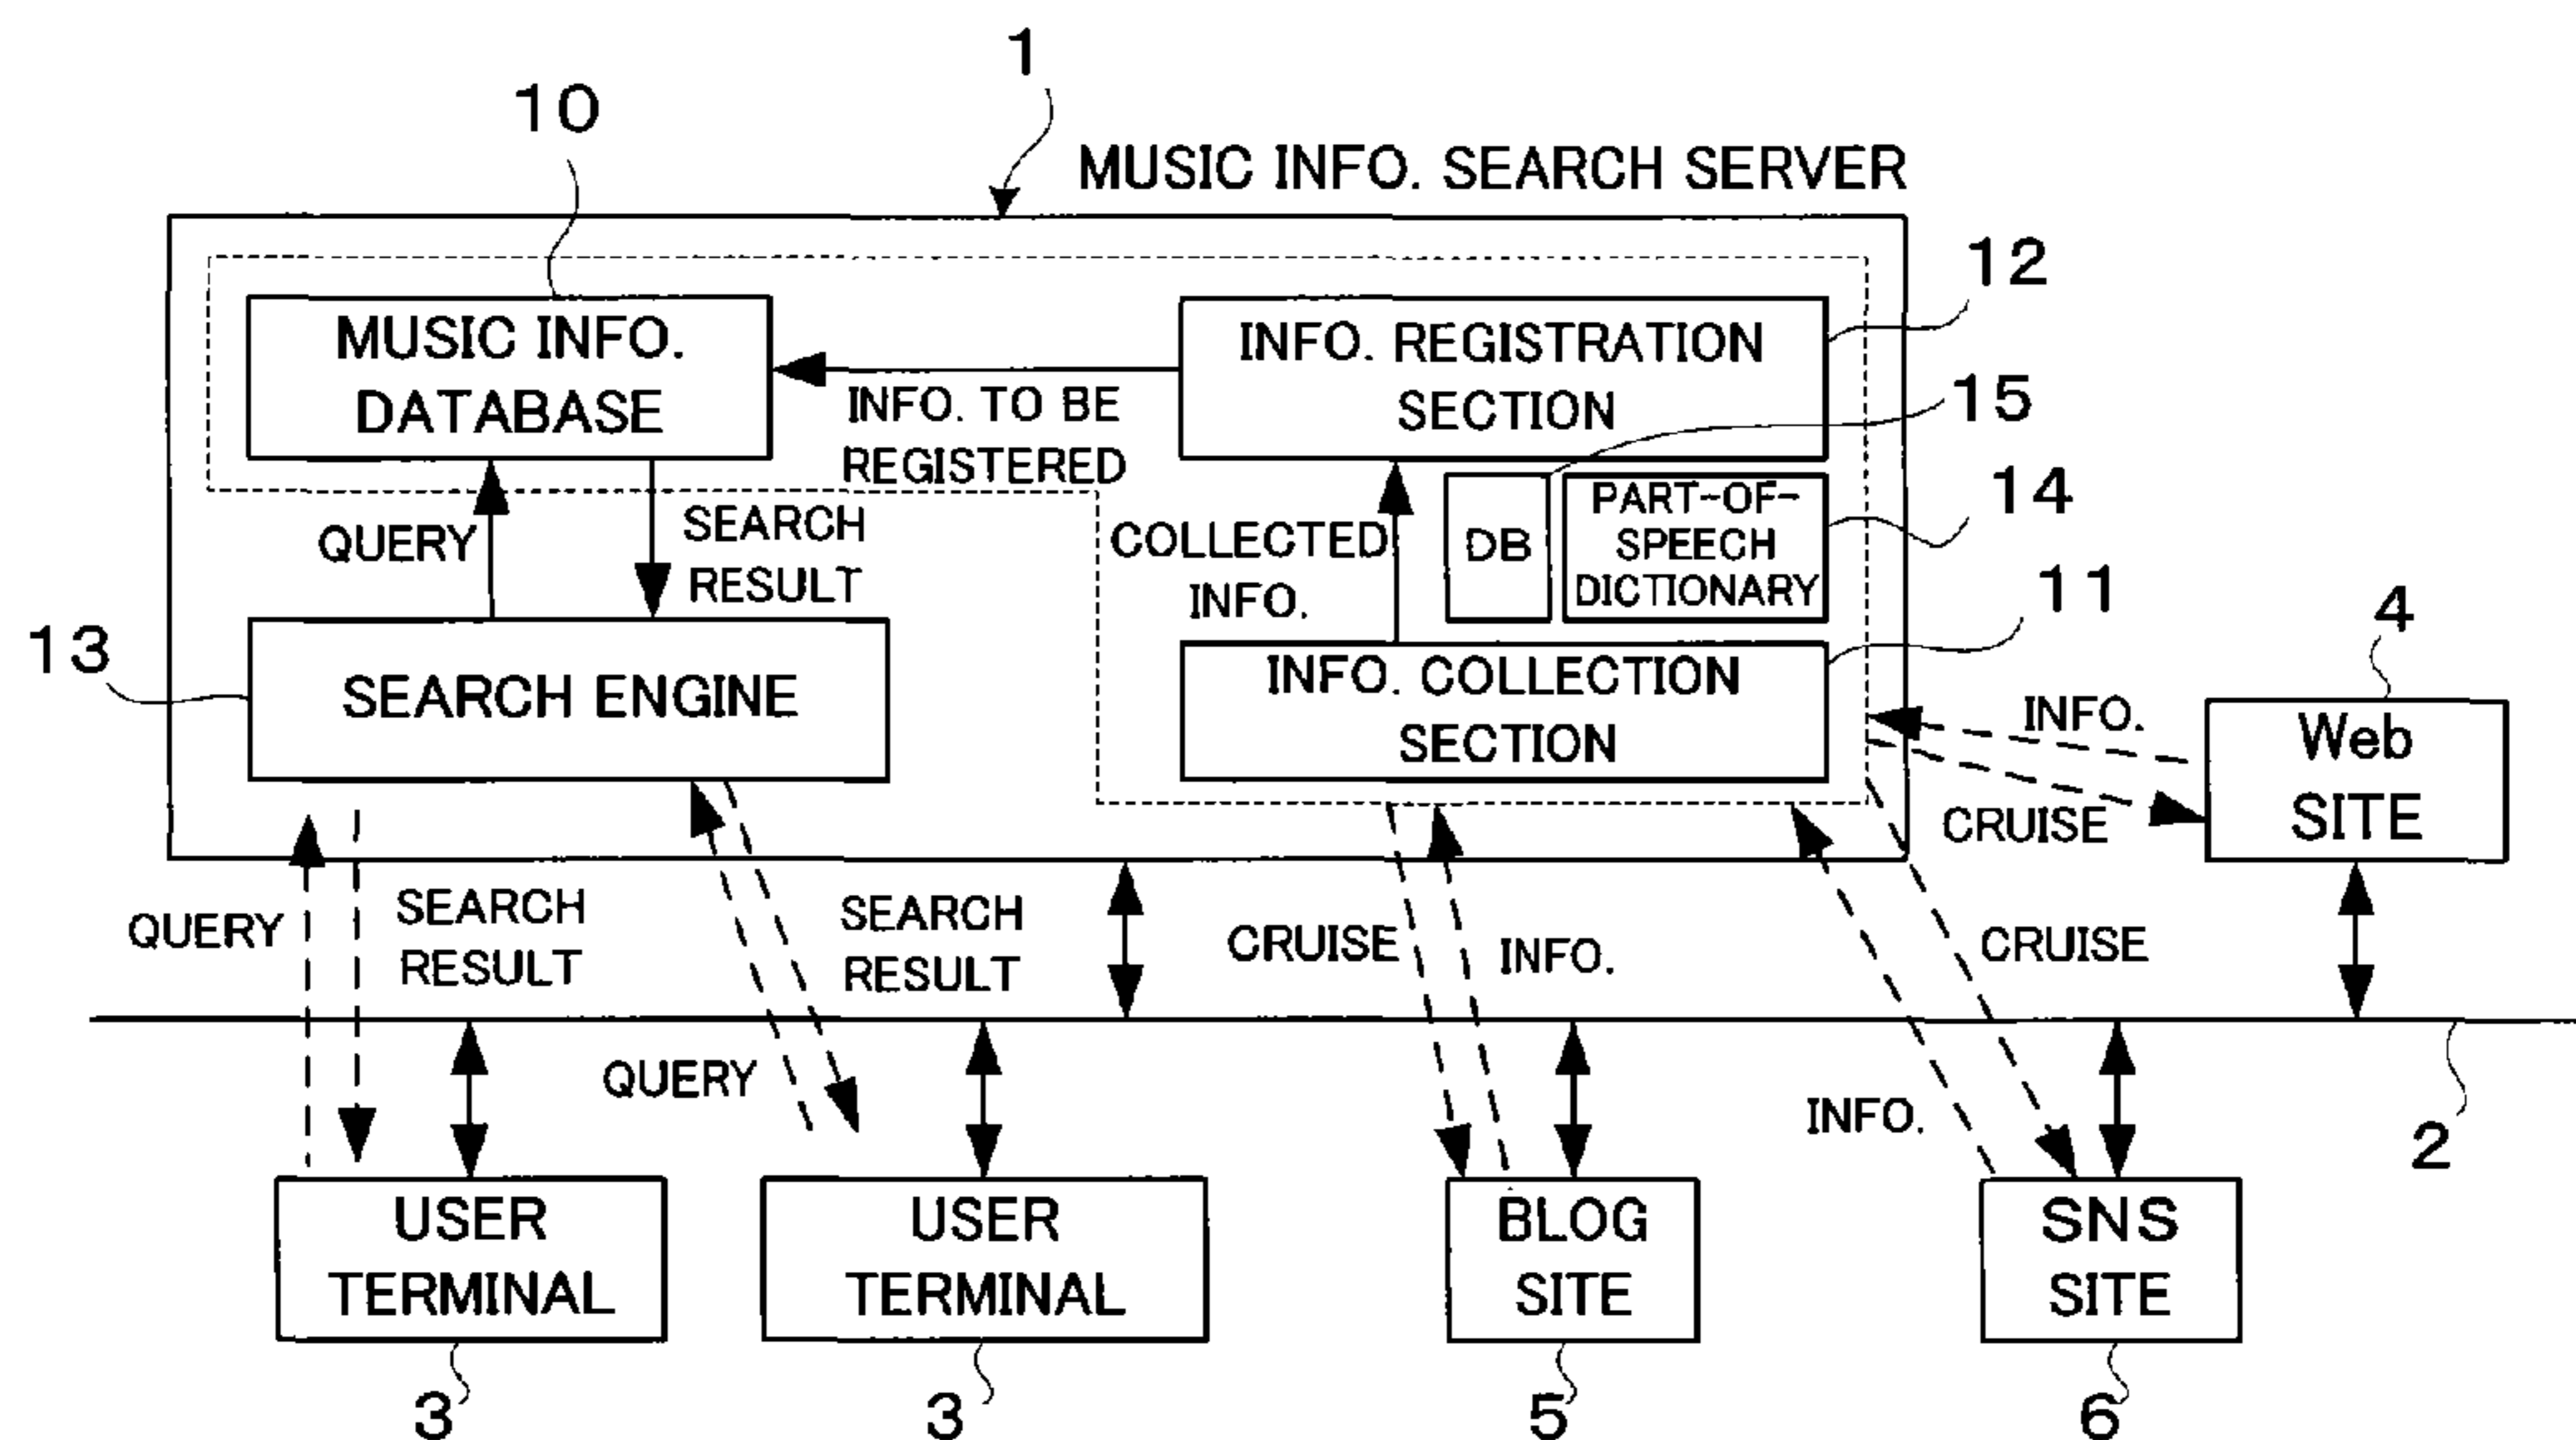 1
10
MUSIC INFO. SEARCH SERVER
12
MUSIC INFO.
DATABASE
INFO. REGISTRATION
SECTION
INFO. TO BE
REGISTERED
15
14
QUERY
SEARCH
RESULT
COLLECTED
INFO.
DB
PART-OF-
SPEECH
DICTIONARY
11
13
SEARCH ENGINE
INFO. COLLECTION
SECTION
4
INFO.
Web
SITE
CRUISE
QUERY
SEARCH
RESULT
SEARCH
RESULT
CRUISE
INFO.
CRUISE
QUERY
INFO.
2
USER
TERMINAL
USER
TERMINAL
BLOG
SITE
SNS
SITE
3
3
5
6